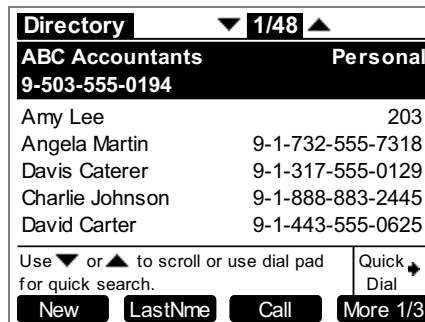 Directory ▼ 1/48 ▲
ABC Accountants Personal
9-503-555-0194
Amy Lee 203
Angela Martin 9-1-732-555-7318
Davis Caterer 9-1-317-555-0129
Charlie Johnson 9-1-888-883-2445
David Carter 9-1-443-555-0625
Use ▼ or ▲ to scroll or use dial pad
for quick search.
Quick
Dial
New LastNme Call More 1/3